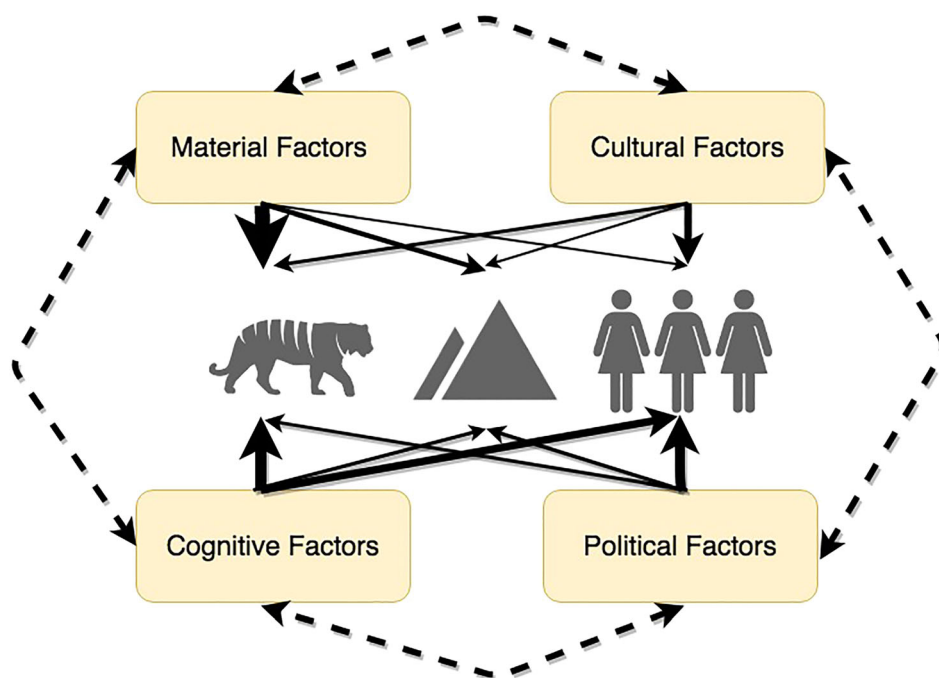 Material Factors
Cultural Factors
Cognitive Factors
Political Factors